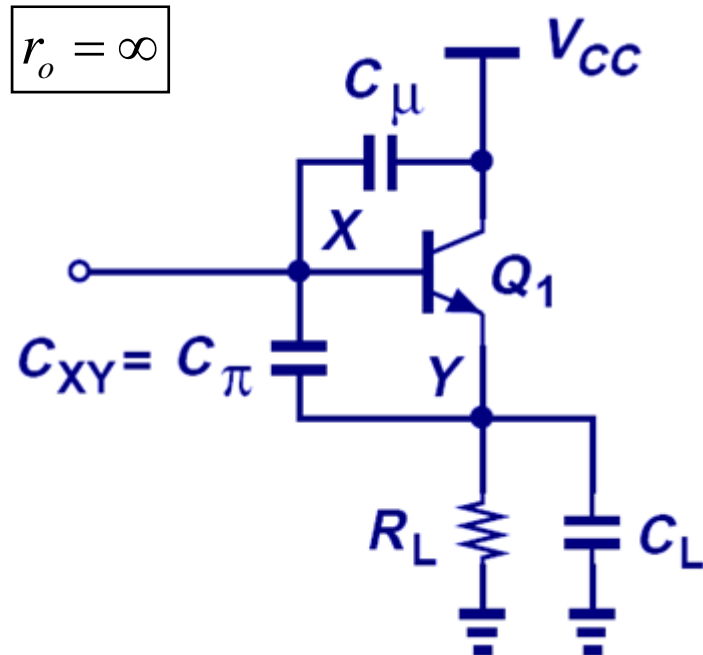 r_o = ∞
V_CC
C_μ
X
Q_1
C_XY = C_π
Y
R_L
C_L